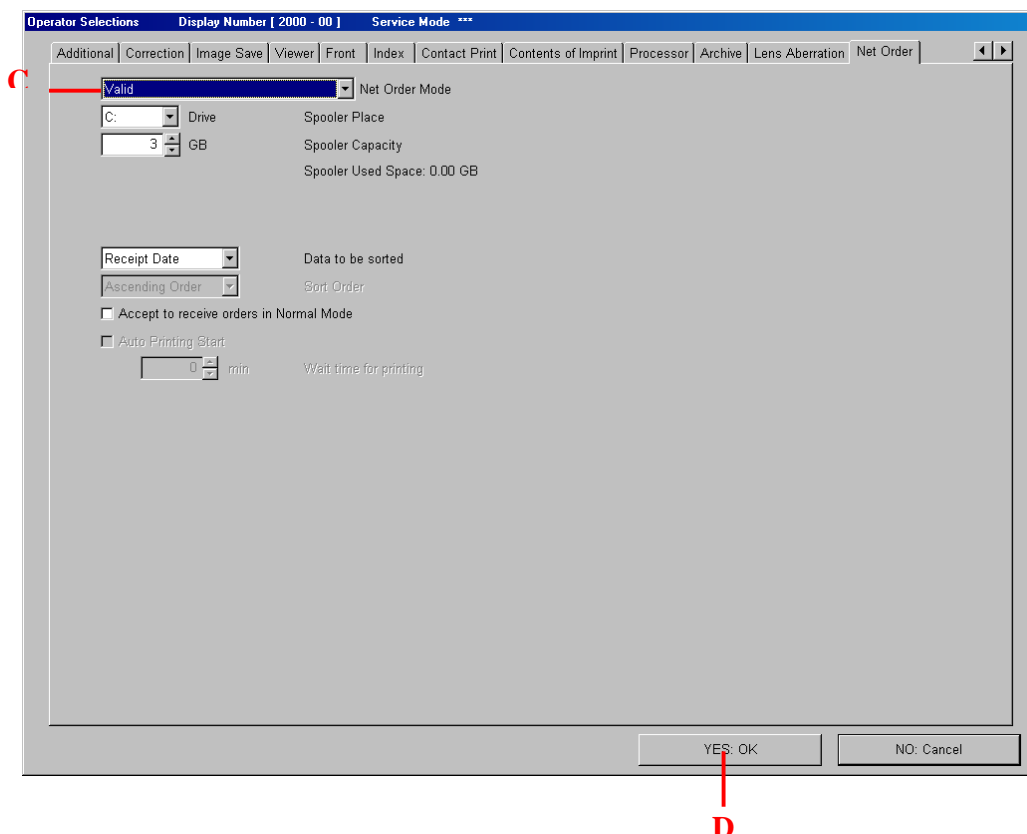 Operator Selections Display Number [ 2000 - 00 ] Service Mode ***
Additional Correction Image Save Viewer Front Index Contact Print Contents of Imprint Processor Archive Lens Aberration Net Order
C Valid Net Order Mode
C: Drive Spooler Place
3 GB Spooler Capacity
Spooler Used Space: 0.00 GB
Receipt Date Data to be sorted
Ascending Order Sort Order
Accept to receive orders in Normal Mode
Auto Printing Start
0 min Wait time for printing
YES: OK NO: Cancel
D